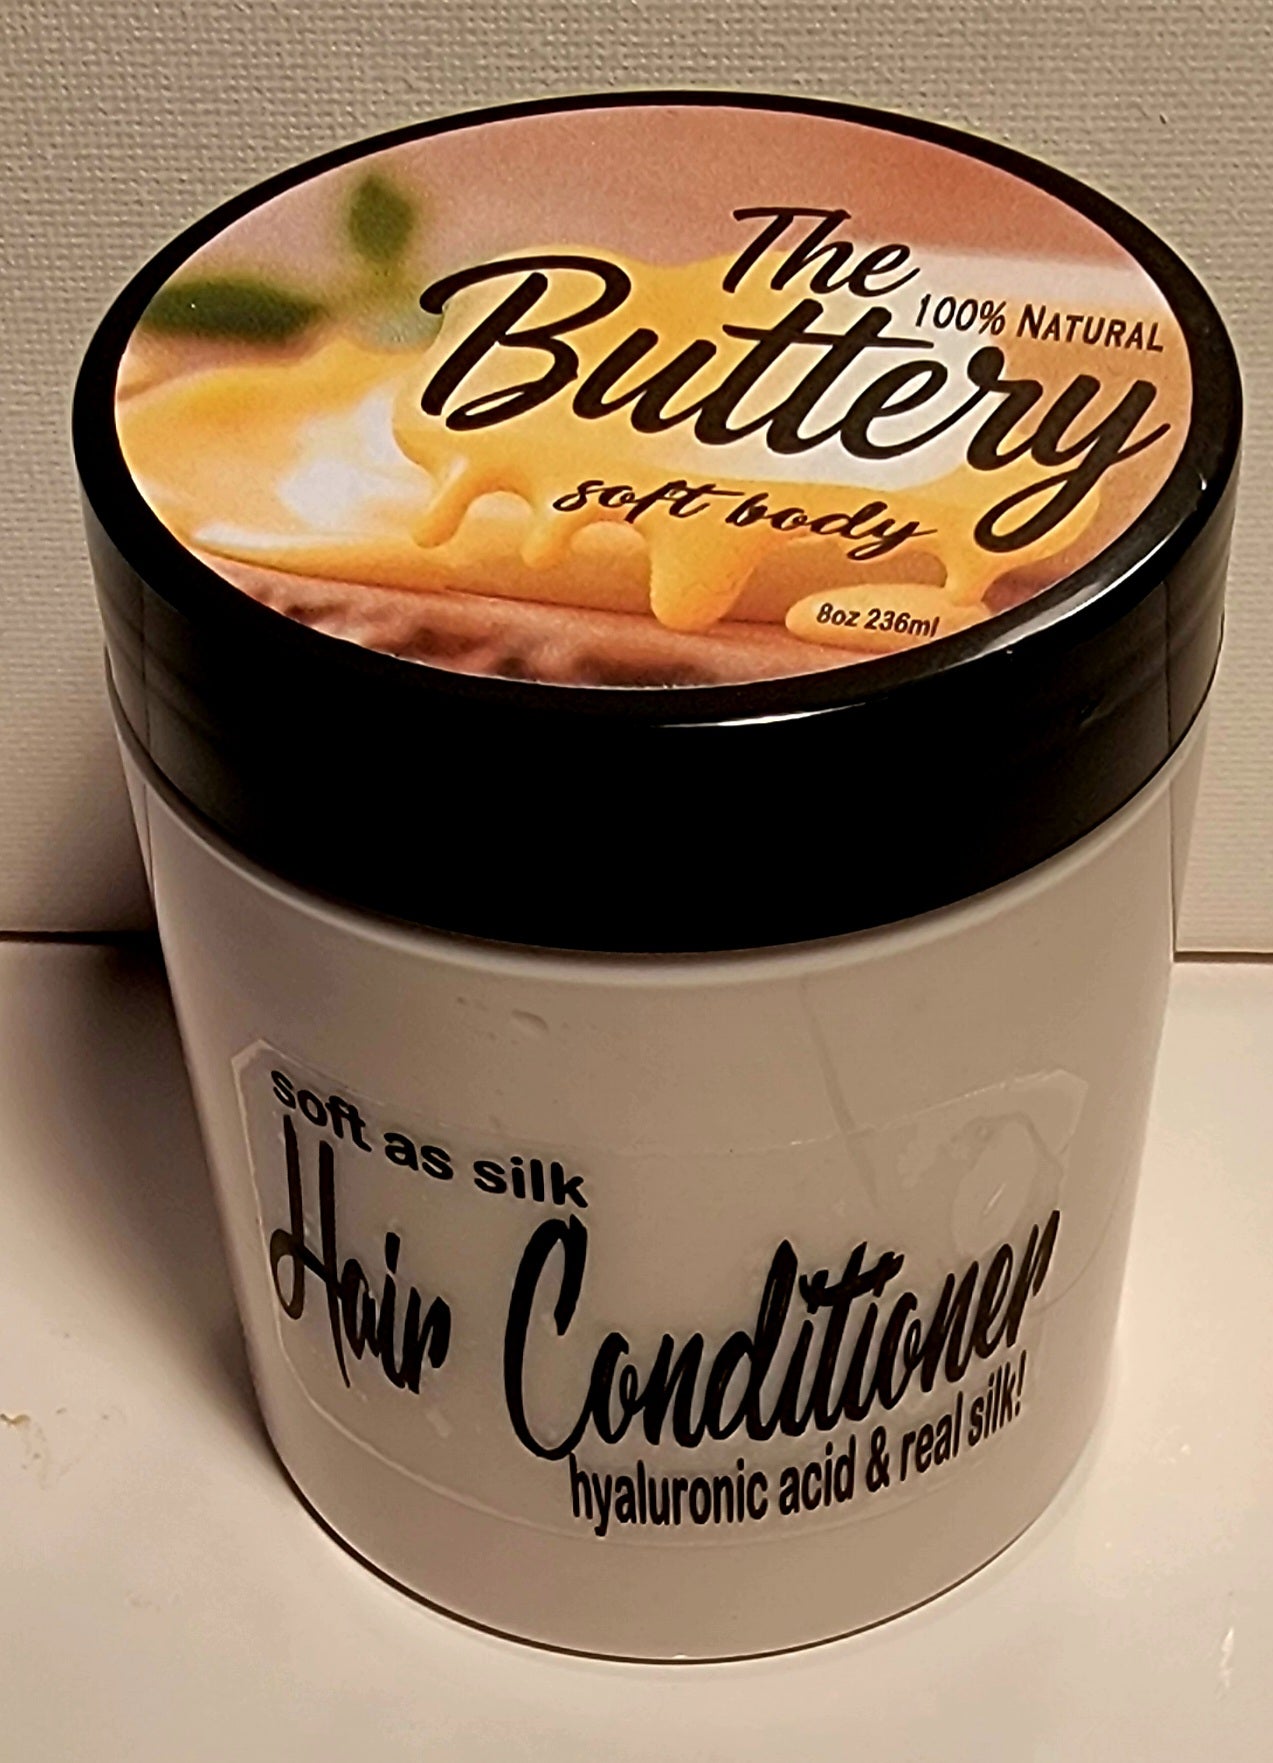 The
100% NATURAL
Buttery
soft body
8oz 236ml
soft as silk
Hair Conditioner
hyaluronic acid & real silk!